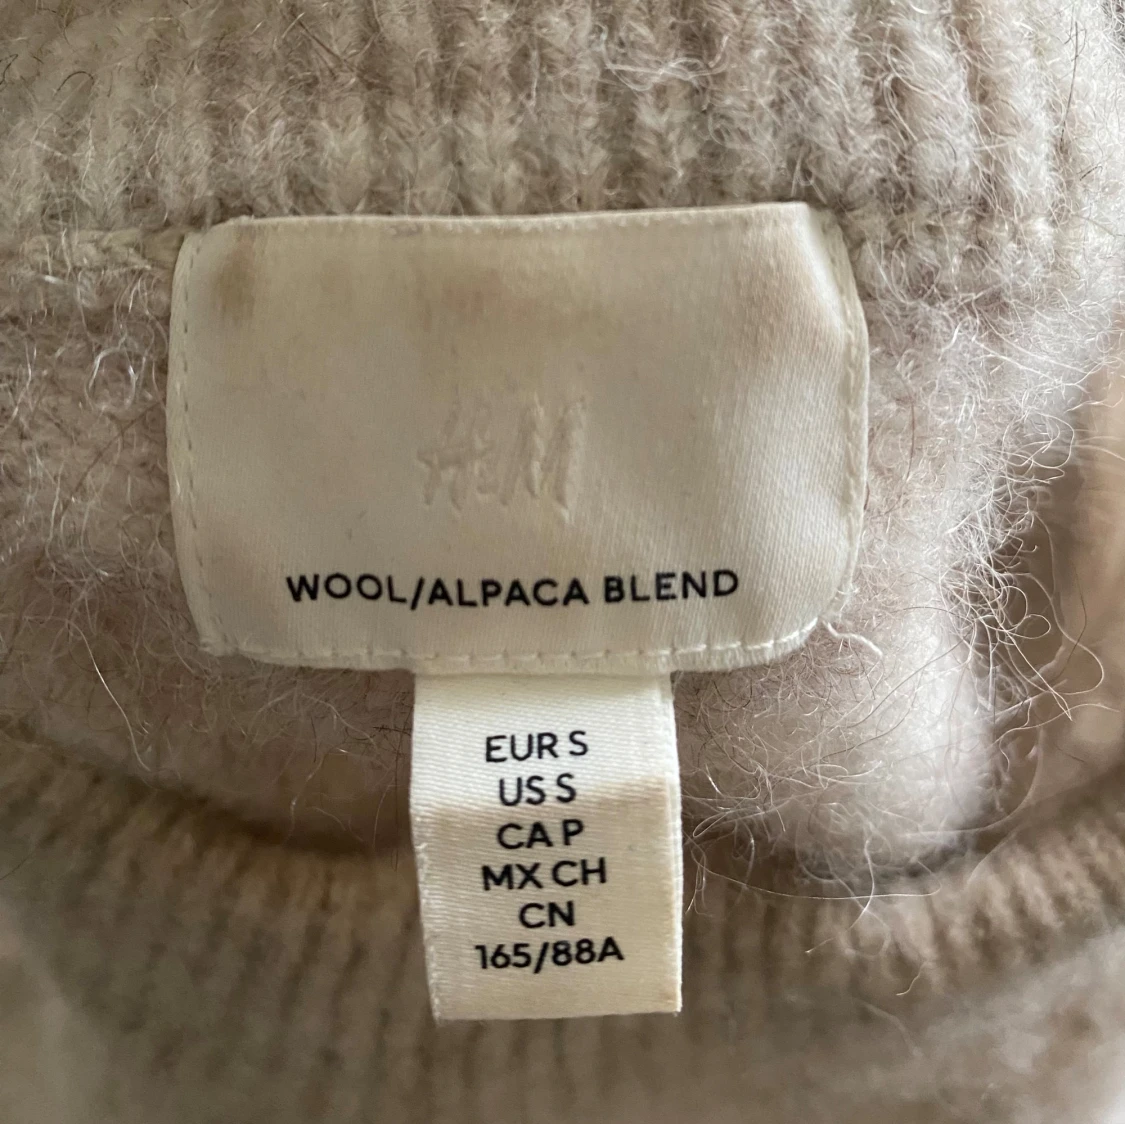 H&M
WOOL/ALPACA BLEND
EUR S
US S
CA P
MX CH
CN
165/88A